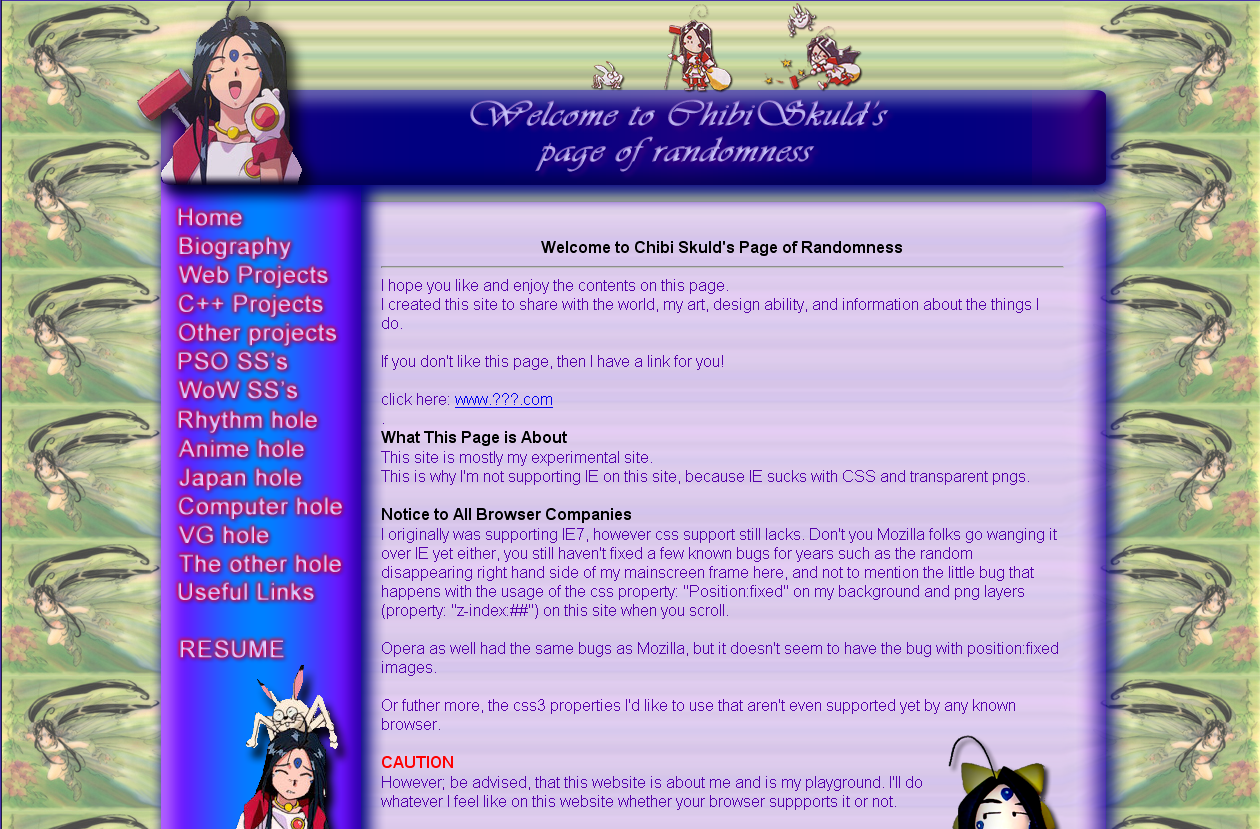 Welcome to ChibiSkuld's
page of randomness
Home
Biography
Web Projects
C++ Projects
Other projects
PSO SS's
WoW SS's
Rhythm hole
Anime hole
Japan hole
Computer hole
VG hole
The other hole
Useful Links
RESUME
Welcome to Chibi Skuld's Page of Randomness
I hope you like and enjoy the contents on this page.
I created this site to share with the world, my art, design ability, and information about the things I
do.
If you don't like this page, then I have a link for you!
click here: www.???.com
.
What This Page is About
This site is mostly my experimental site.
This is why I'm not supporting IE on this site, because IE sucks with CSS and transparent pngs.
Notice to All Browser Companies
I originally was supporting IE7, however css support still lacks. Don't you Mozilla folks go wanging it
over IE yet either, you still haven't fixed a few known bugs for years such as the random
disappearing right hand side of my mainscreen frame here, and not to mention the little bug that
happens with the usage of the css property: "Position:fixed" on my background and png layers
(property: "z-index:##") on this site when you scroll.
Opera as well had the same bugs as Mozilla, but it doesn't seem to have the bug with position:fixed
images.
Or futher more, the css3 properties I'd like to use that aren't even supported yet by any known
browser.
CAUTION
However; be advised, that this website is about me and is my playground. I'll do
whatever I feel like on this website whether your browser suppports it or not.